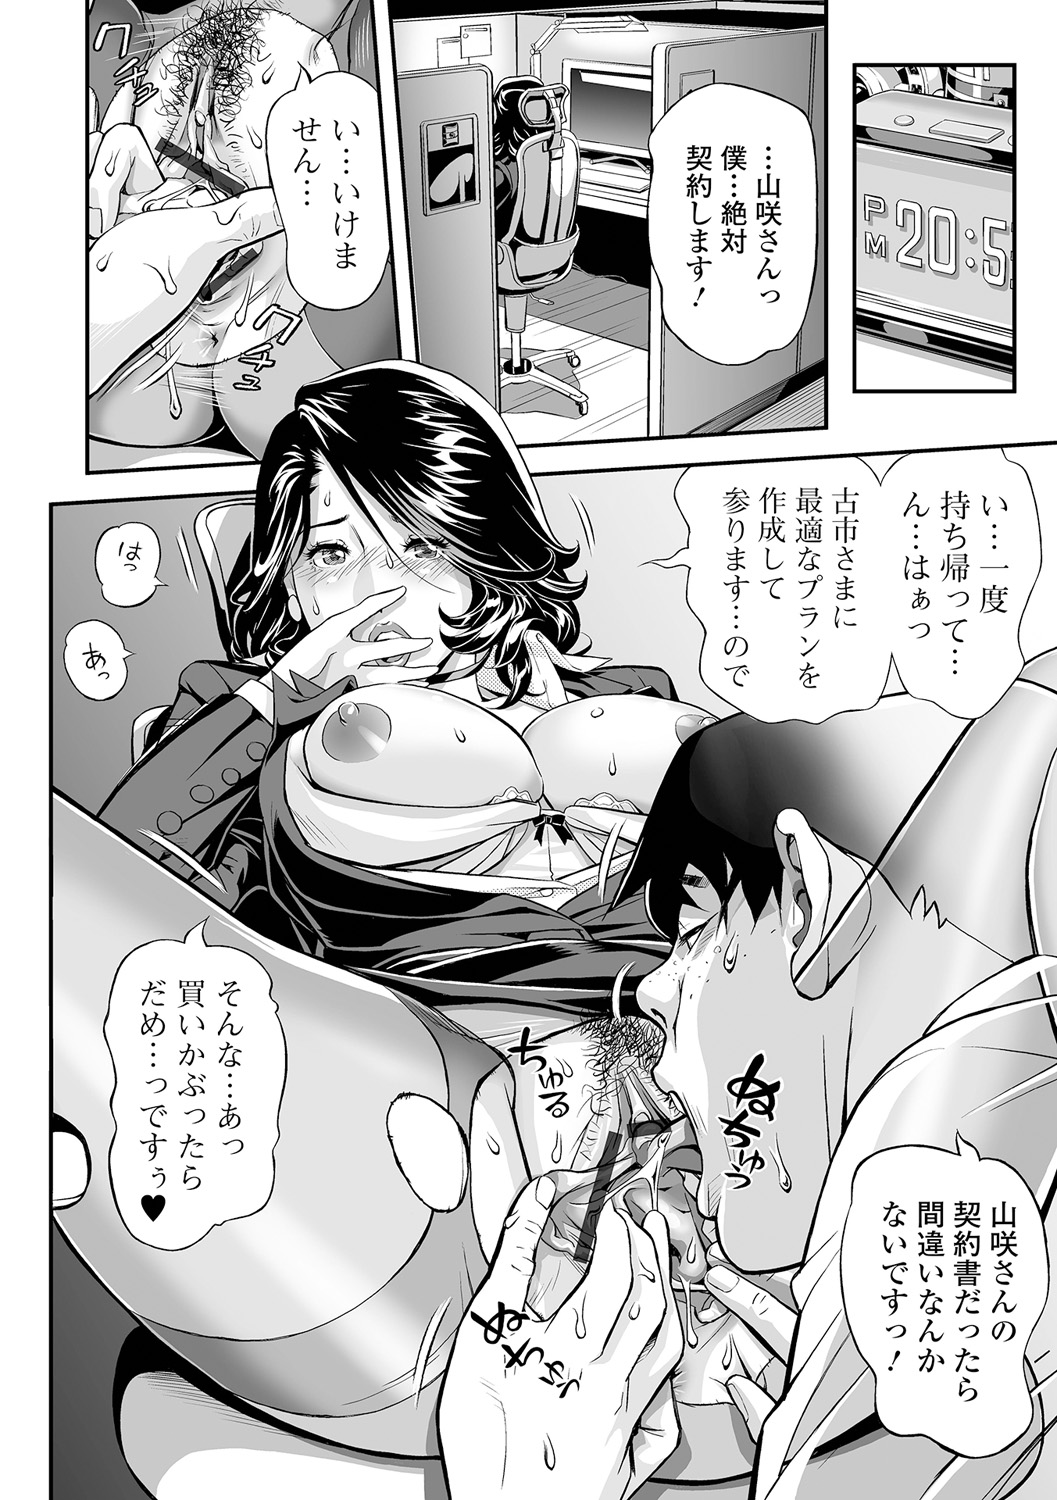 PM 20:5
…山咲さんっ
僕…絶対
契約します！
い…いけま
せん…
クチュ
クチュ
い…一度
持ち帰って…
ん…はぁっ
古市さまに
最適なプランを
作成して
参ります…ので
はっ
あっ
そんな…あっ
買いかぶったら
だめ…っですぅ♥
ちゅる
ぬちゅっ
ぬちゅっ
山咲さんの
契約書だったら
間違いなんか
ないですっ！